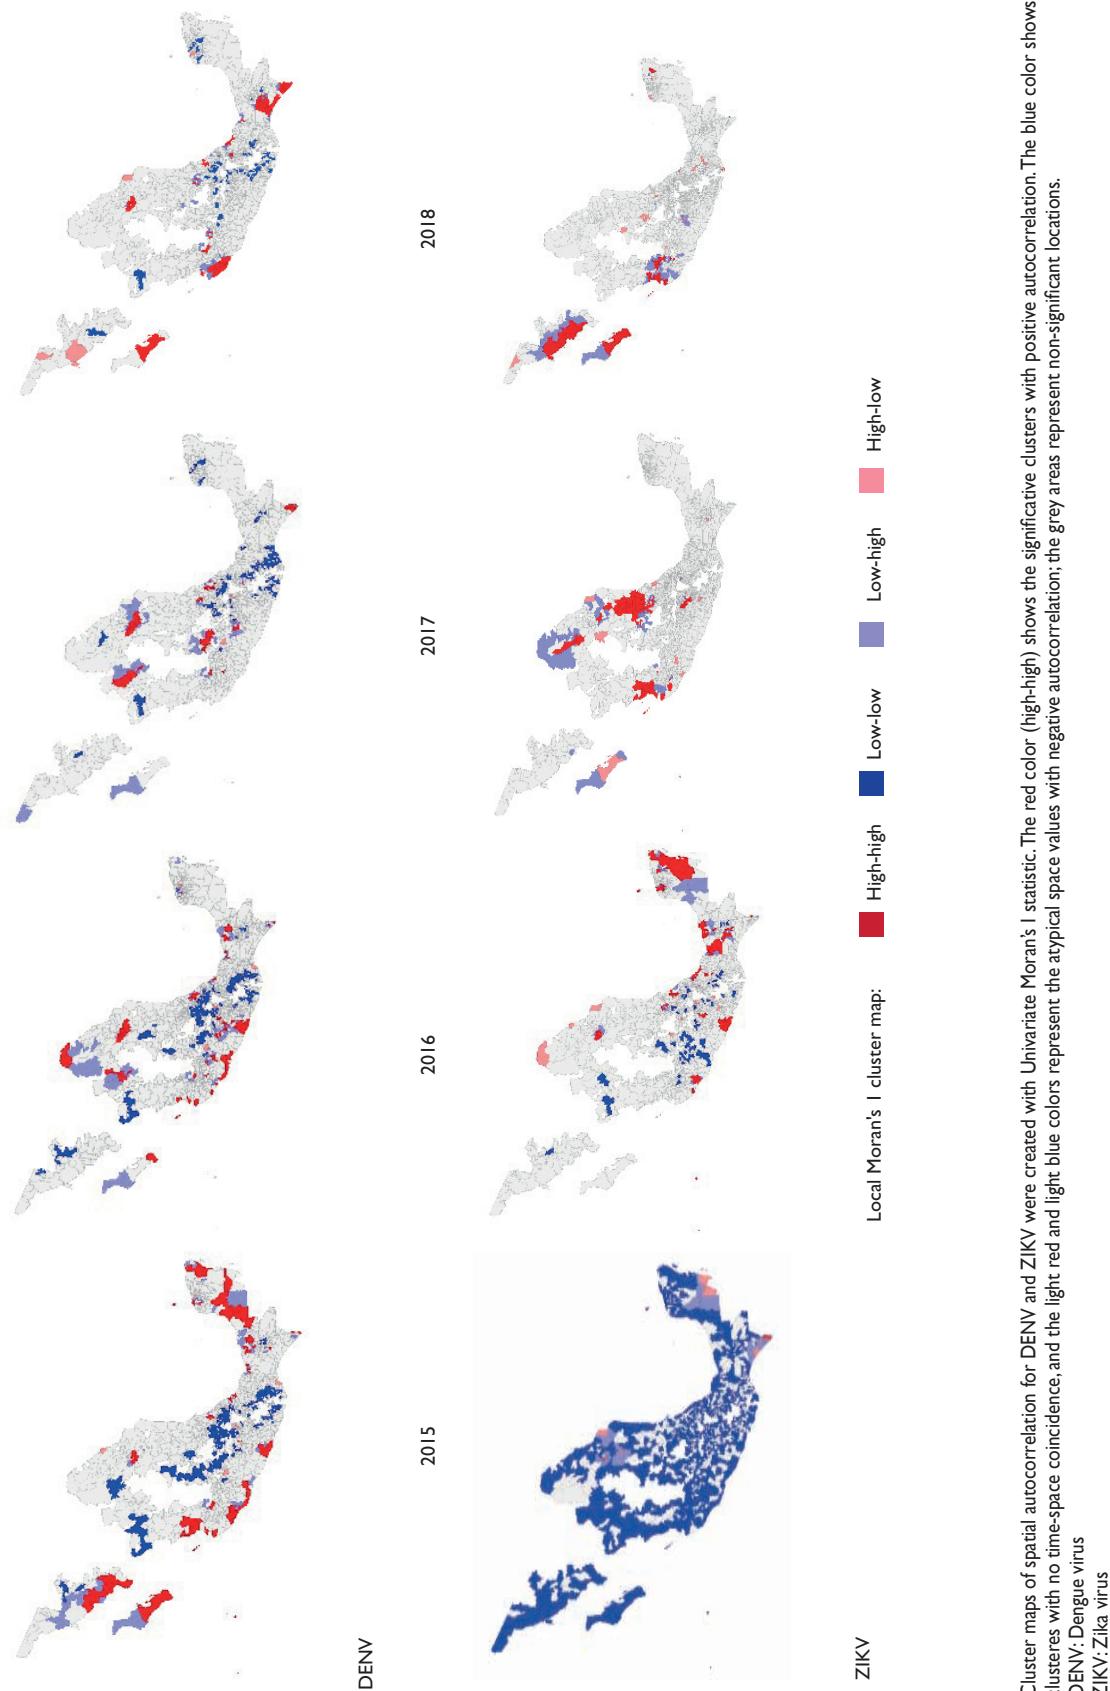 DENV
2015
2016
2017
2018
ZIKV
Local Moran's I cluster map:
High-high
Low-low
Low-high
High-low
Cluster maps of spatial autocorrelation for DENV and ZIKV were created with Univariate Moran's I statistic. The red color (high-high) shows the significative clusters with positive autocorrelation. The blue color shows
clusteres with no time-space coincidence, and the light red and light blue colors represent the atypical space values with negative autocorrelation; the grey areas represent non-significant locations.
DENV: Dengue virus
ZIKV: Zika virus